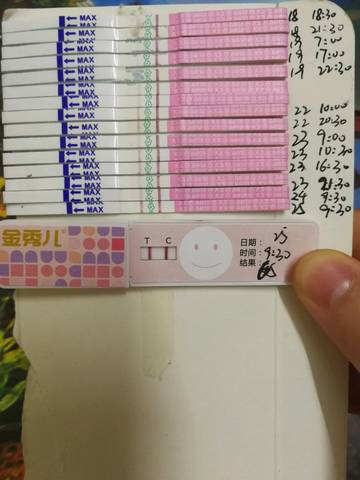 MAX 18 18:30
MAX 18 21:30
MAX 19 7:00
MAX 19 17:00
MAX 19 22:30
MAX
MAX 22 10:00
MAX 22 20:30
MAX 23 9:00
MAX 23 10:30
MAX 23 16:30
MAX 23 21:30
MAX 24 9:30
MAX 25 9:30
金秀儿
T C
日期: 25
时间: 9:30
结果: